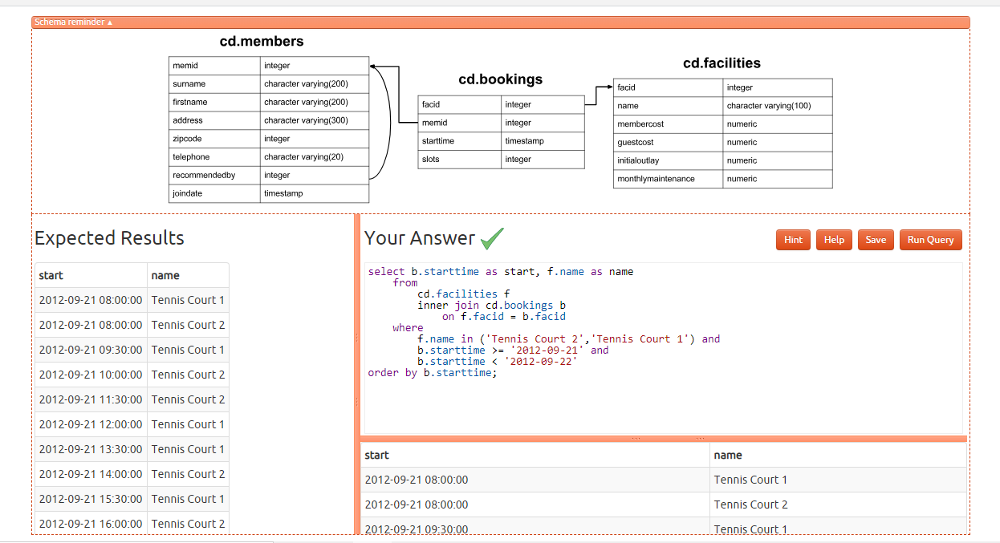 Schema reminder ▲
cd.members
memid integer
surname character varying(200)
firstname character varying(200)
address character varying(300)
zipcode integer
telephone character varying(20)
recommendedby integer
joindate timestamp
cd.bookings
facid integer
memid integer
starttime timestamp
slots integer
cd.facilities
facid integer
name character varying(100)
membercost numeric
guestcost numeric
initialoutlay numeric
monthlymaintenance numeric
Expected Results
start name
2012-09-21 08:00:00 Tennis Court 1
2012-09-21 08:00:00 Tennis Court 2
2012-09-21 09:30:00 Tennis Court 1
2012-09-21 10:00:00 Tennis Court 2
2012-09-21 11:30:00 Tennis Court 2
2012-09-21 12:00:00 Tennis Court 1
2012-09-21 13:30:00 Tennis Court 1
2012-09-21 14:00:00 Tennis Court 2
2012-09-21 15:30:00 Tennis Court 1
2012-09-21 16:00:00 Tennis Court 2
Your Answer
Hint Help Save Run Query
select b.starttime as start, f.name as name
from
cd.facilities f
inner join cd.bookings b
on f.facid = b.facid
where
f.name in ('Tennis Court 2','Tennis Court 1') and
b.starttime >= '2012-09-21' and
b.starttime < '2012-09-22'
order by b.starttime;
start name
2012-09-21 08:00:00 Tennis Court 1
2012-09-21 08:00:00 Tennis Court 2
2012-09-21 09:30:00 Tennis Court 1